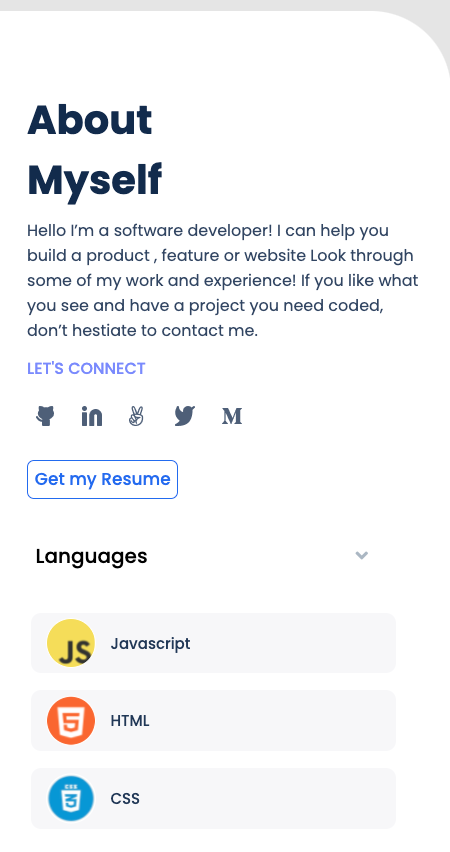 About
Myself
Hello I’m a software developer! I can help you
build a product , feature or website Look through
some of my work and experience! If you like what
you see and have a project you need coded,
don’t hestiate to contact me.
LET'S CONNECT
Get my Resume
Languages
JS Javascript
HTML
CSS CSS